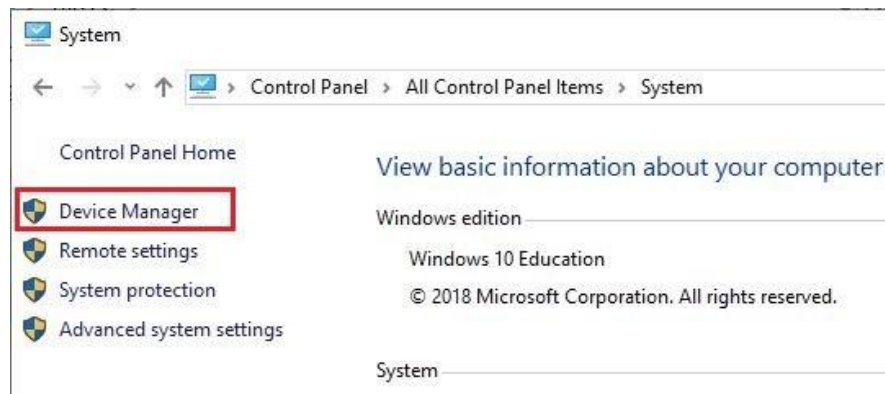 System
Control Panel > All Control Panel Items > System
Control Panel Home
View basic information about your computer
Device Manager
Windows edition
Remote settings
Windows 10 Education
System protection
© 2018 Microsoft Corporation. All rights reserved.
Advanced system settings
System